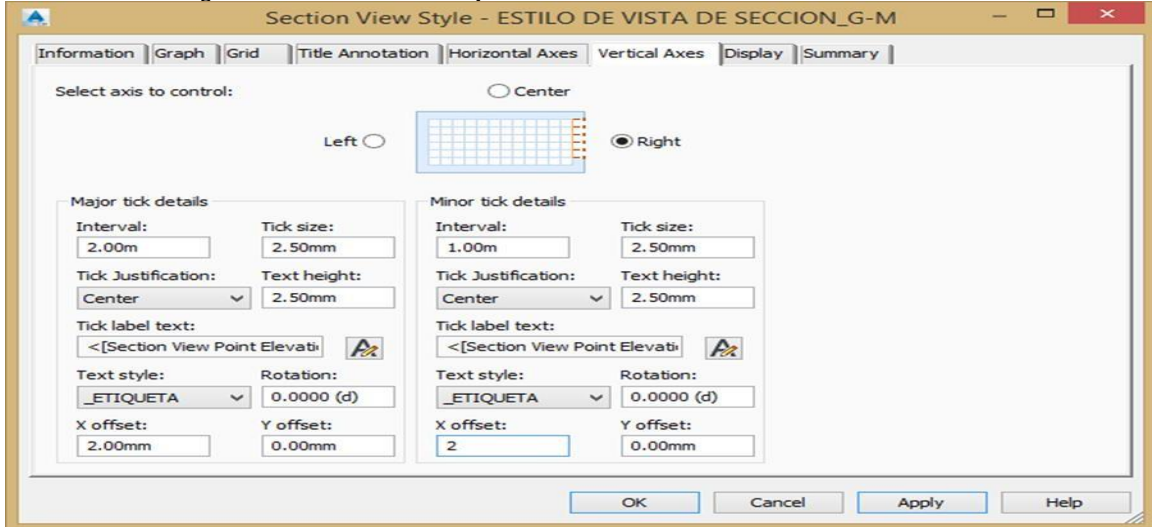 Section View Style - ESTILO DE VISTA DE SECCION_G-M
Information Graph Grid Title Annotation Horizontal Axes Vertical Axes Display Summary
Select axis to control: Center
Left Right
Major tick details Minor tick details
Interval: Tick size: Interval: Tick size:
2.00m 2.50mm 1.00m 2.50mm
Tick Justification: Text height: Tick Justification: Text height:
Center 2.50mm Center 2.50mm
Tick label text: Tick label text:
<[Section View Point Elevati <[Section View Point Elevati
Text style: Rotation: Text style: Rotation:
_ETIQUETA 0.0000 (d) _ETIQUETA 0.0000 (d)
X offset: Y offset: X offset: Y offset:
2.00mm 0.00mm 2 0.00mm
OK Cancel Apply Help